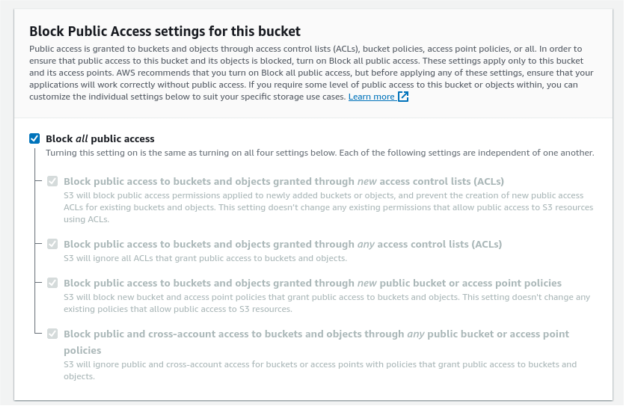 Block Public Access settings for this bucket
Public access is granted to buckets and objects through access control lists (ACLs), bucket policies, access point policies, or all. In order to
ensure that public access to this bucket and its objects is blocked, turn on Block all public access. These settings apply only to this bucket
and its access points. AWS recommends that you turn on Block all public access, but before applying any of these settings, ensure that your
applications will work correctly without public access. If you require some level of public access to this bucket or objects within, you can
customize the individual settings below to suit your specific storage use cases. Learn more
Block all public access
Turning this setting on is the same as turning on all four settings below. Each of the following settings are independent of one another.
Block public access to buckets and objects granted through new access control lists (ACLs)
S3 will block public access permissions applied to newly added buckets or objects, and prevent the creation of new public access
ACLs for existing buckets and objects. This setting doesn't change any existing permissions that allow public access to S3 resources
using ACLs.
Block public access to buckets and objects granted through any access control lists (ACLs)
S3 will ignore all ACLs that grant public access to buckets and objects.
Block public access to buckets and objects granted through new public bucket or access point policies
S3 will block new bucket and access point policies that grant public access to buckets and objects. This setting doesn't change any
existing policies that allow public access to S3 resources.
Block public and cross-account access to buckets and objects through any public bucket or access point
policies
S3 will ignore public and cross-account access for buckets or access points with policies that grant public access to buckets and
objects.